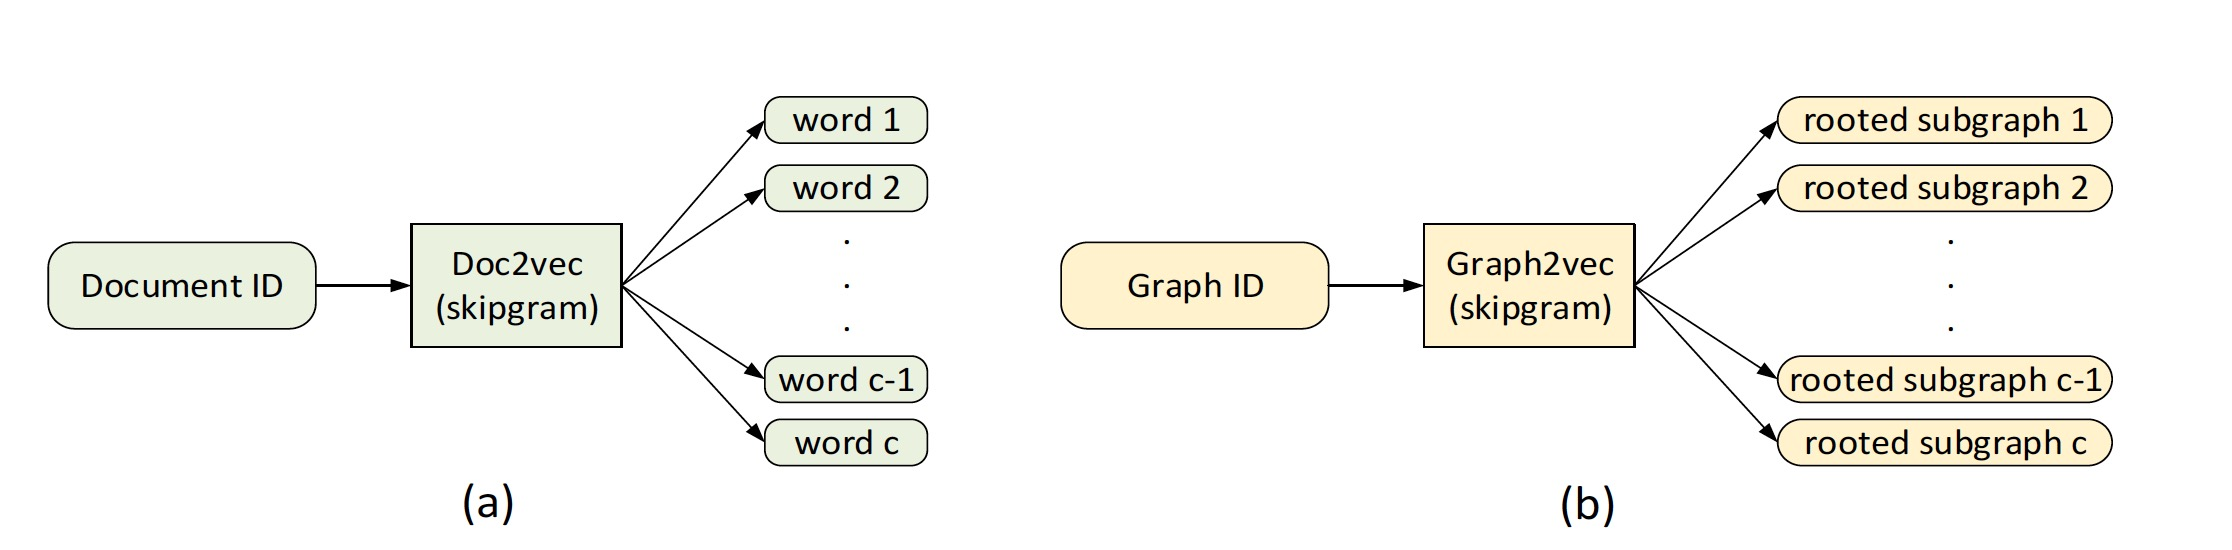 Document ID
Doc2vec
(skipgram)
word 1
word 2
.
.
.
word c-1
word c
(a)
Graph ID
Graph2vec
(skipgram)
rooted subgraph 1
rooted subgraph 2
.
.
.
rooted subgraph c-1
rooted subgraph c
(b)